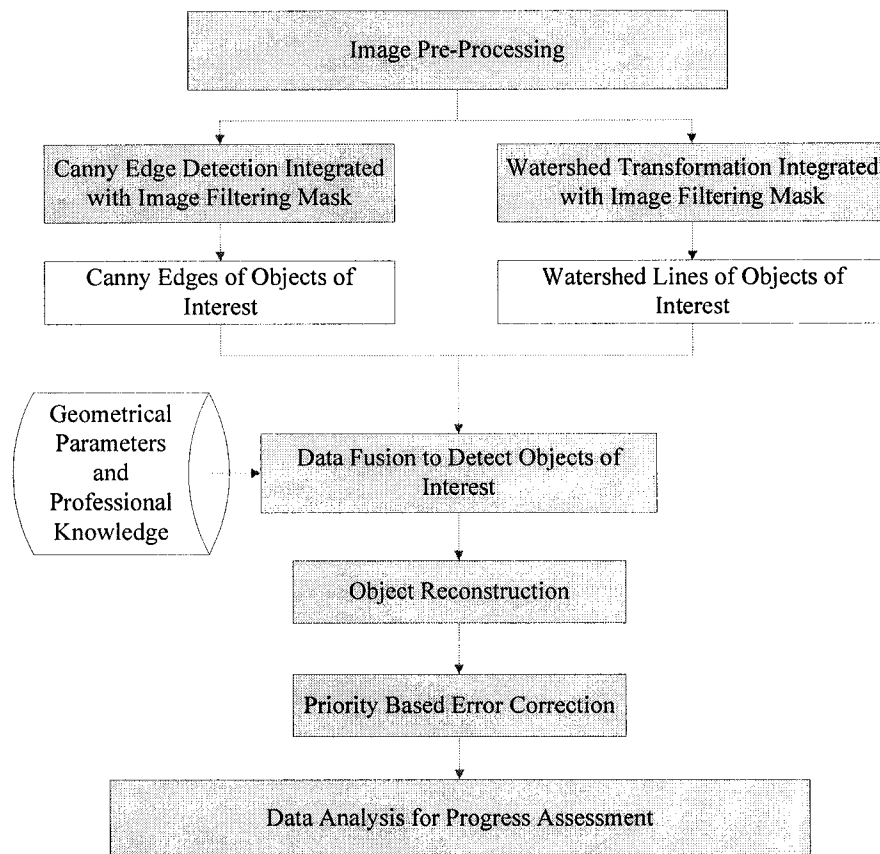 Image Pre-Processing
Canny Edge Detection Integrated
with Image Filtering Mask
Watershed Transformation Integrated
with Image Filtering Mask
Canny Edges of Objects of
Interest
Watershed Lines of Objects of
Interest
Geometrical
Parameters
and
Professional
Knowledge
Data Fusion to Detect Objects of
Interest
Object Reconstruction
Priority Based Error Correction
Data Analysis for Progress Assessment